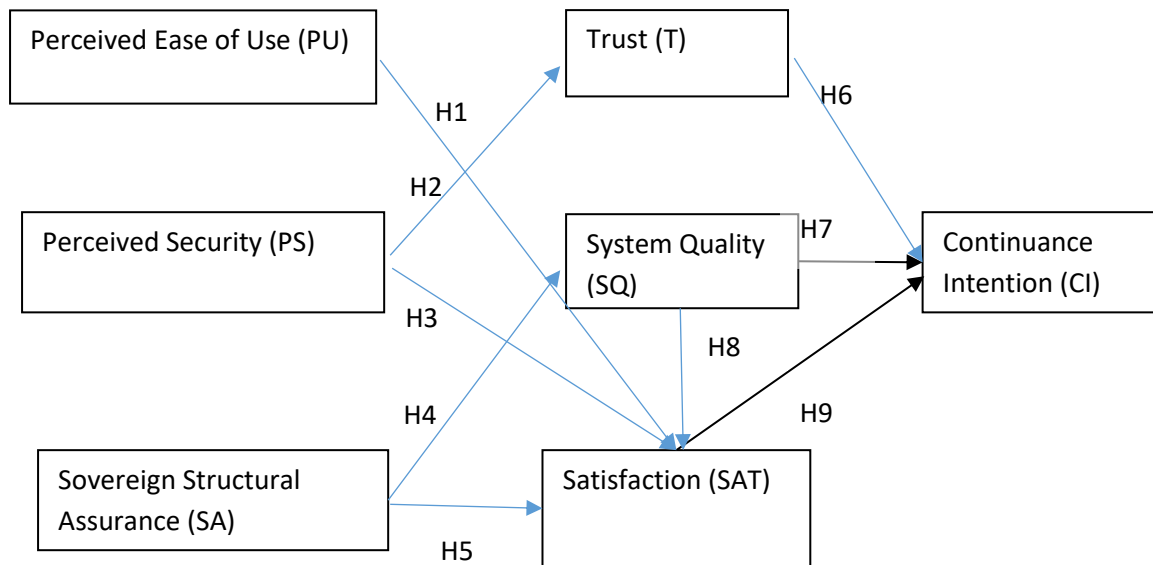 Perceived Ease of Use (PU)
Trust (T)
H1
H6
H2
Perceived Security (PS)
System Quality
(SQ)
H7
Continuance
Intention (CI)
H3
H8
H4
H9
Sovereign Structural
Assurance (SA)
Satisfaction (SAT)
H5